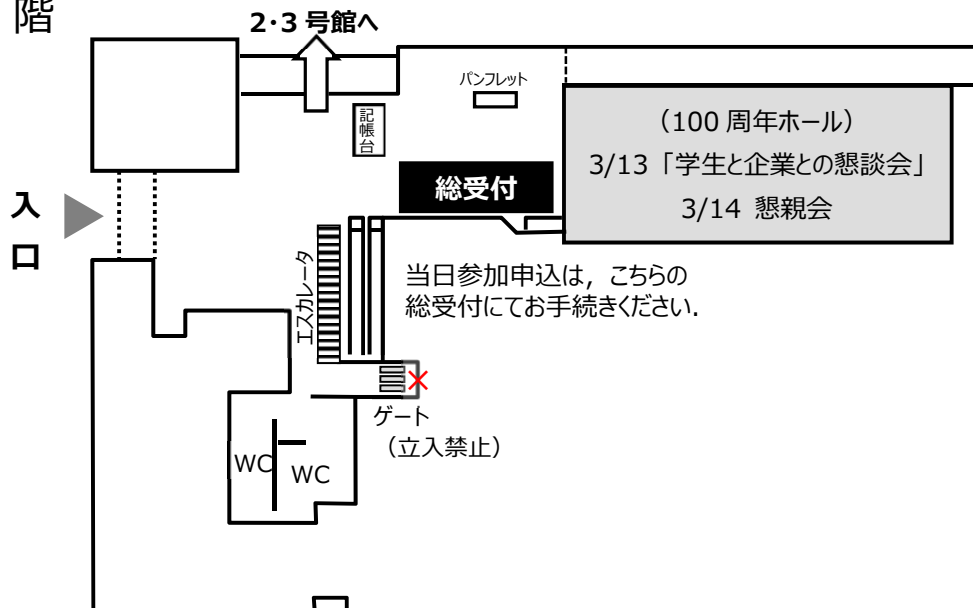 階
2・3 号館へ
パンフレット
記帳台
(100 周年ホール)
3/13「学生と企業との懇談会」
3/14 懇親会
総受付
入口
エスカレータ
当日参加申込は，こちらの
総受付にてお手続きください．
ゲート
(立入禁止)
WC
WC